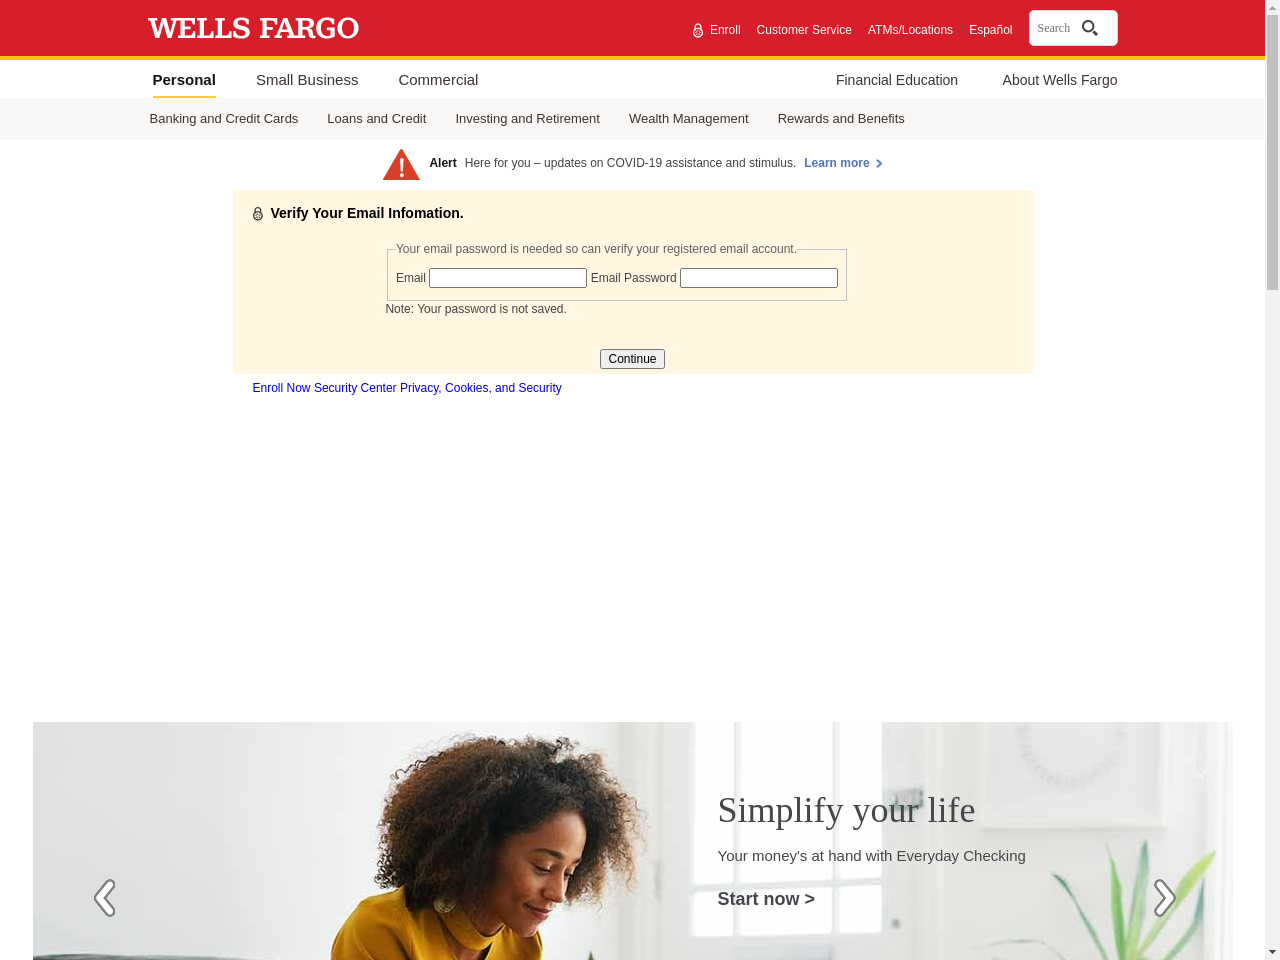 WELLS FARGO
Enroll Customer Service ATMs/Locations Español Search
Personal Small Business Commercial Financial Education About Wells Fargo
Banking and Credit Cards Loans and Credit Investing and Retirement Wealth Management Rewards and Benefits
Alert Here for you – updates on COVID-19 assistance and stimulus. Learn more
Verify Your Email Infomation.
Your email password is needed so can verify your registered email account.
Email Email Password
Note: Your password is not saved.
Continue
Enroll Now Security Center Privacy, Cookies, and Security
Simplify your life
Your money's at hand with Everyday Checking
Start now >